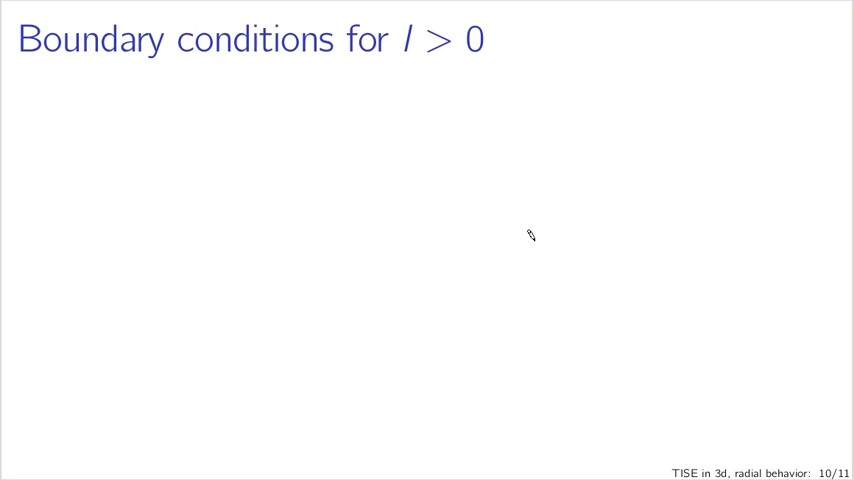 Boundary conditions for l > 0
TISE in 3d, radial behavior: 10/11